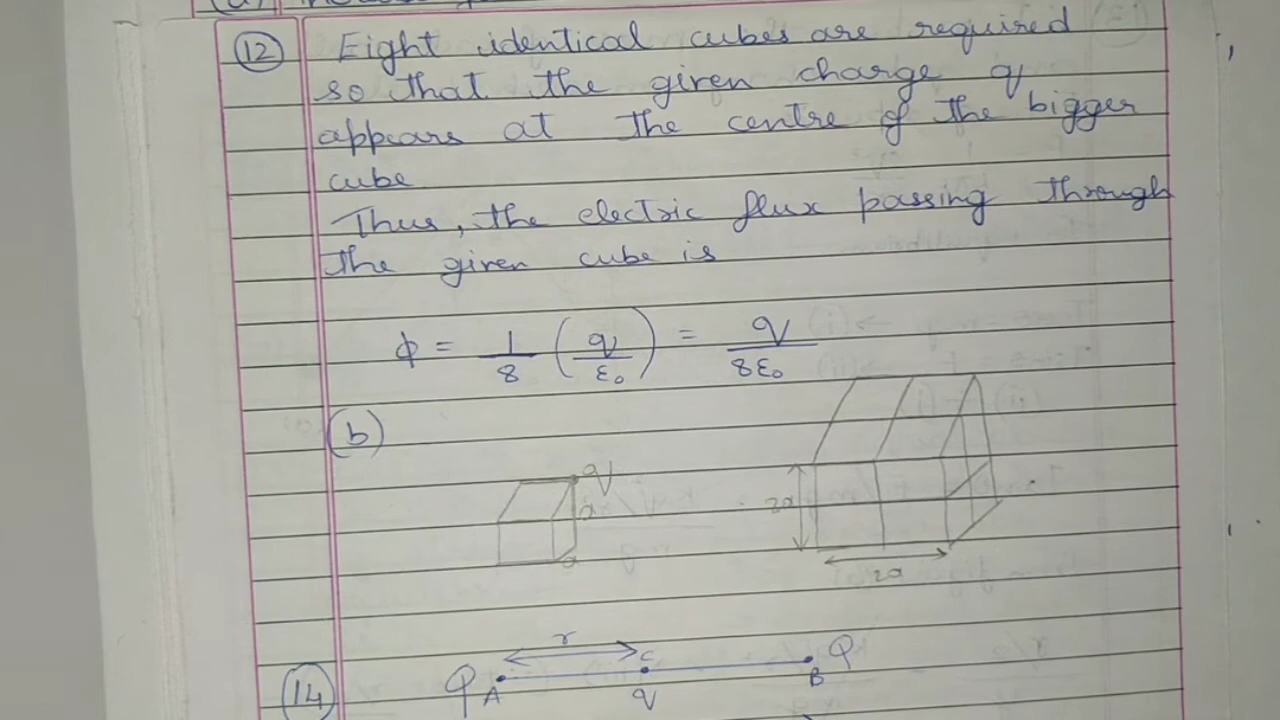 (12) Eight identical cubes are required
so that the given charge q
appears at the centre of the bigger
cube
Thus, the electric flux passing through
the given cube is
ϕ = 1/8 (q/ε₀) = q/8ε₀
(b)
q
a
a
2a
2a
r
Q A C q B Q
(14)